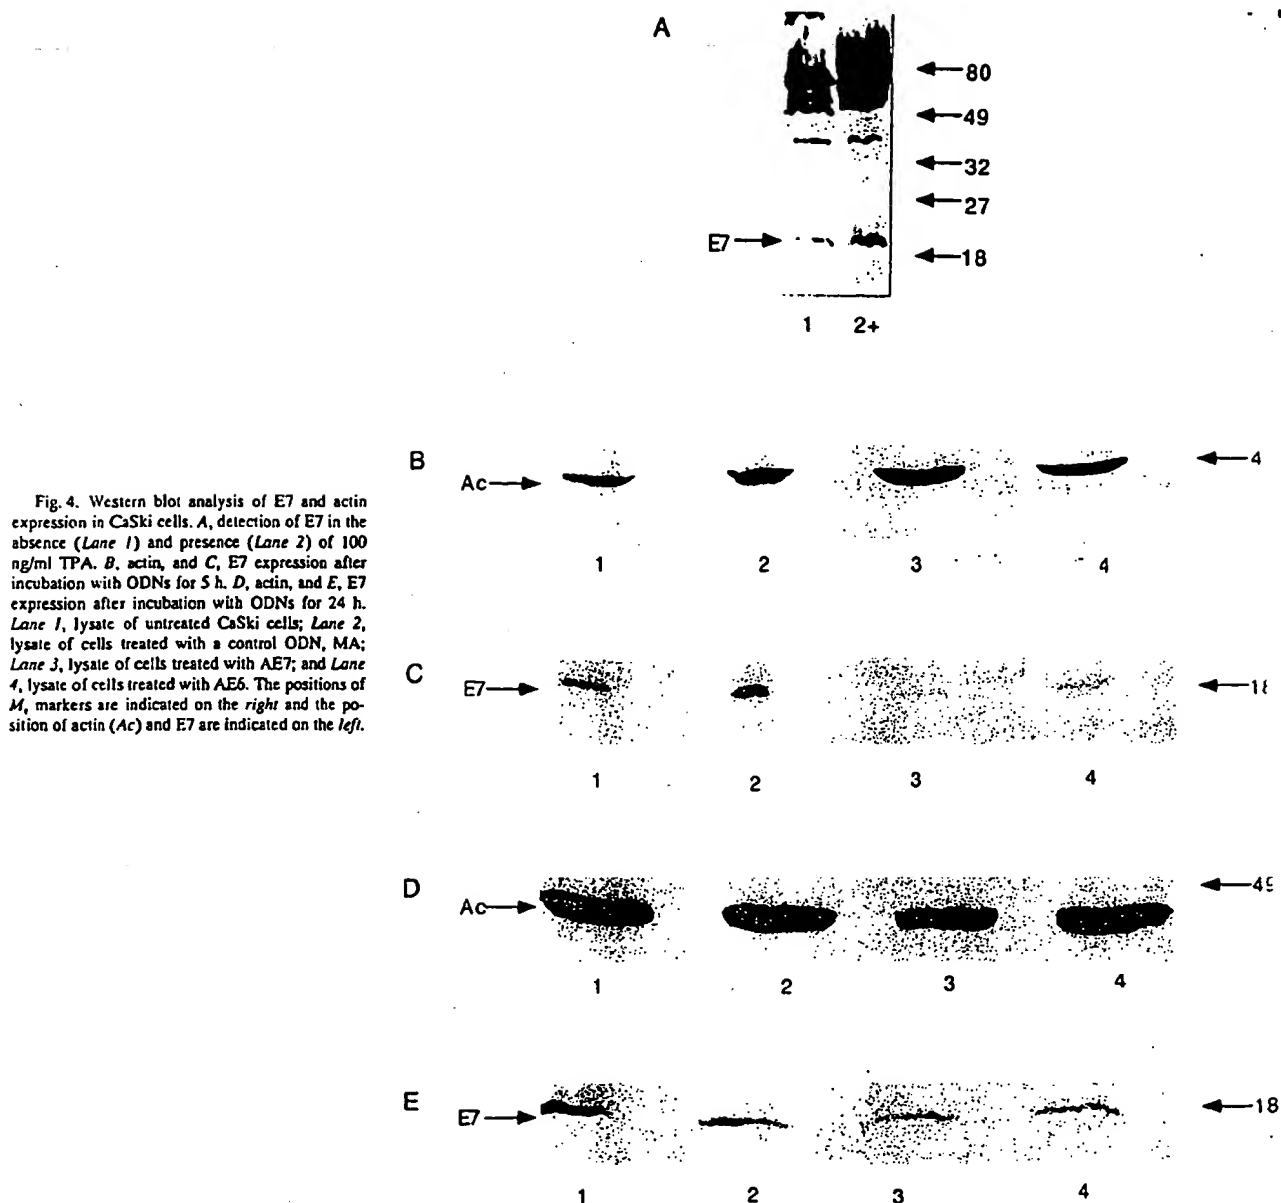 A
80
49
32
27
E7
18
1 2+
B
4
Ac
1 2 3 4
Fig. 4. Western blot analysis of E7 and actin
expression in CaSki cells. A, detection of E7 in the
absence (Lane 1) and presence (Lane 2) of 100
ng/ml TPA. B, actin, and C, E7 expression after
incubation with ODNs for 5 h. D, actin, and E, E7
expression after incubation with ODNs for 24 h.
Lane 1, lysate of untreated CaSki cells; Lane 2,
lysate of cells treated with a control ODN, MA;
Lane 3, lysate of cells treated with AE7; and Lane
4, lysate of cells treated with AE6. The positions of
M, markers are indicated on the right and the po-
sition of actin (Ac) and E7 are indicated on the left.
C
E7
18
1 2 3 4
D
Ac
49
1 2 3 4
E
E7
18
1 2 3 4